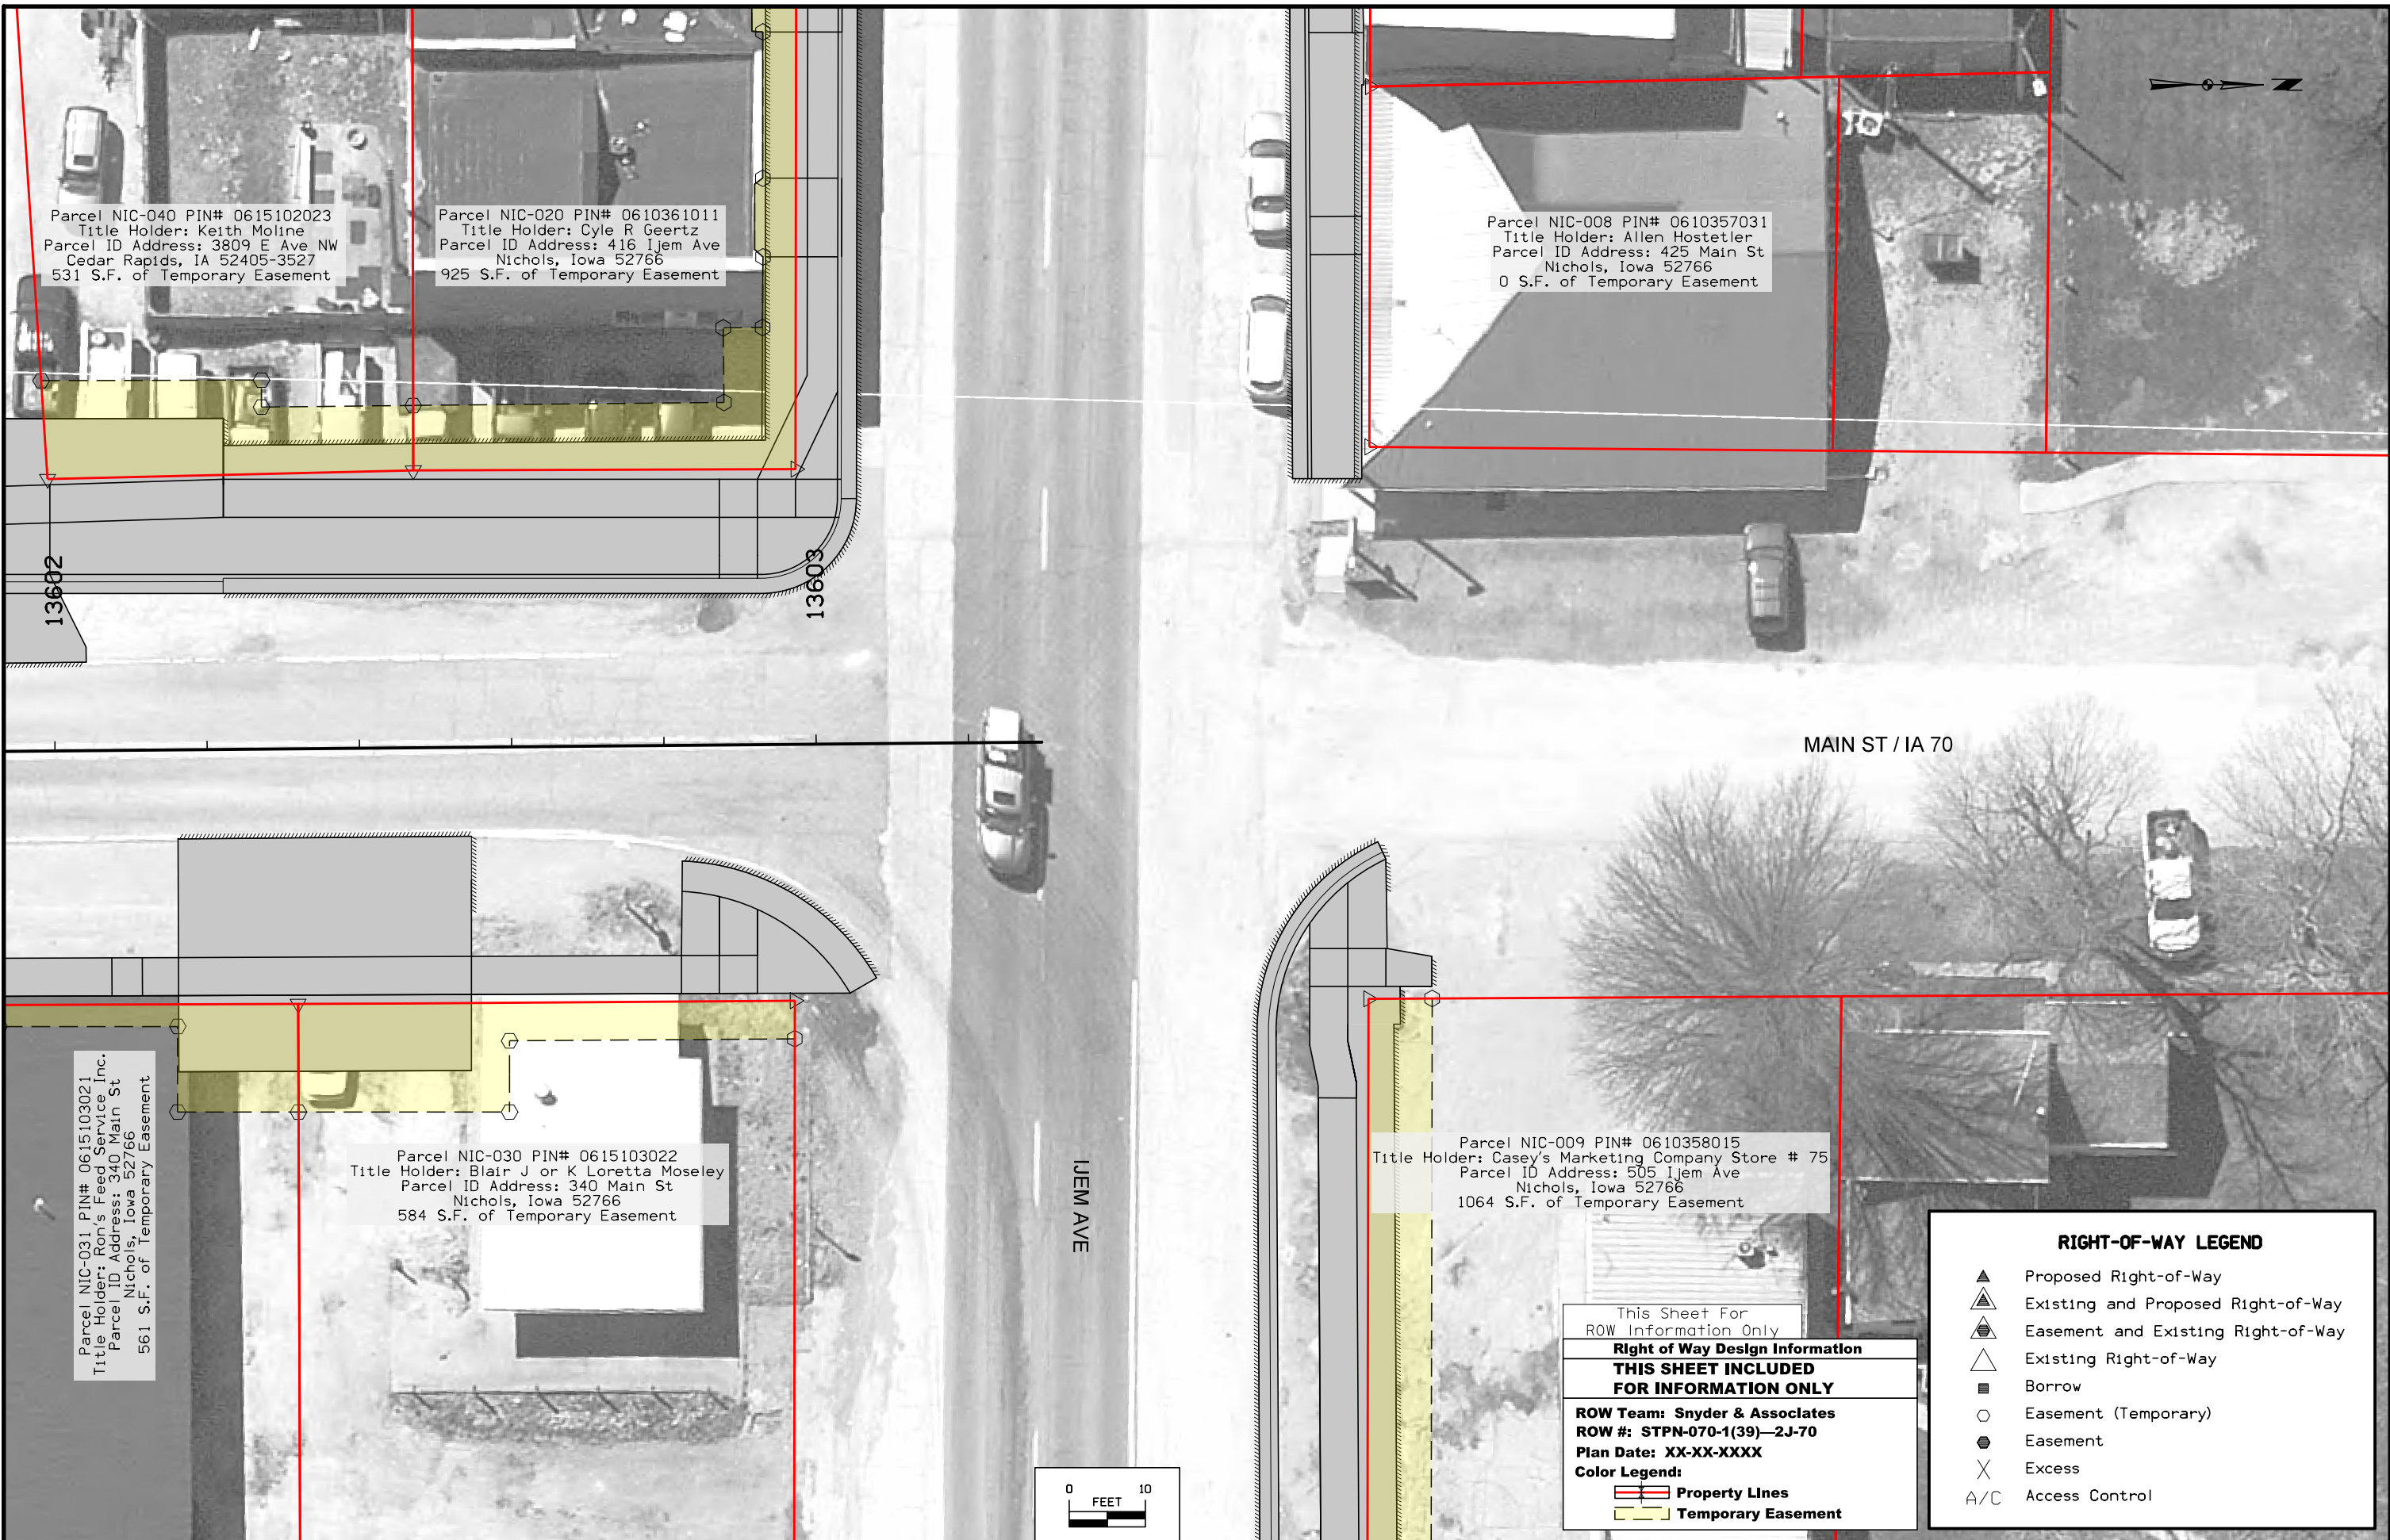 Parcel NIC-040 PIN# 0615102023
Title Holder: Keith Moline
Parcel ID Address: 3809 E Ave NW
Cedar Rapids, IA 52405-3527
531 S.F. of Temporary Easement
Parcel NIC-020 PIN# 0610361011
Title Holder: Cyle R Geertz
Parcel ID Address: 416 Ijem Ave
Nichols, Iowa 52766
925 S.F. of Temporary Easement
Parcel NIC-008 PIN# 0610357031
Title Holder: Allen Hostetler
Parcel ID Address: 425 Main St
Nichols, Iowa 52766
0 S.F. of Temporary Easement
Z
13602
13603
MAIN ST / IA 70
Parcel NIC-031 PIN# 0615103021
Title Holder: Ron's Feed Service Inc.
Parcel ID Address: 340 Main St
Nichols, Iowa 52766
561 S.F. of Temporary Easement
Parcel NIC-030 PIN# 0615103022
Title Holder: Blair J or K Loretta Moseley
Parcel ID Address: 340 Main St
Nichols, Iowa 52766
584 S.F. of Temporary Easement
IJEM AVE
Parcel NIC-009 PIN# 0610358015
Title Holder: Casey's Marketing Company Store # 75
Parcel ID Address: 505 Ijem Ave
Nichols, Iowa 52766
1064 S.F. of Temporary Easement
0 10
FEET
This Sheet For
ROW Information Only
Right of Way Design Information
THIS SHEET INCLUDED
FOR INFORMATION ONLY
ROW Team: Snyder & Associates
ROW #: STPN-070-1(39)—2J-70
Plan Date: XX-XX-XXXX
Color Legend:
Property Lines
Temporary Easement
RIGHT-OF-WAY LEGEND
Proposed Right-of-Way
Existing and Proposed Right-of-Way
Easement and Existing Right-of-Way
Existing Right-of-Way
Borrow
Easement (Temporary)
Easement
Excess
A/C Access Control